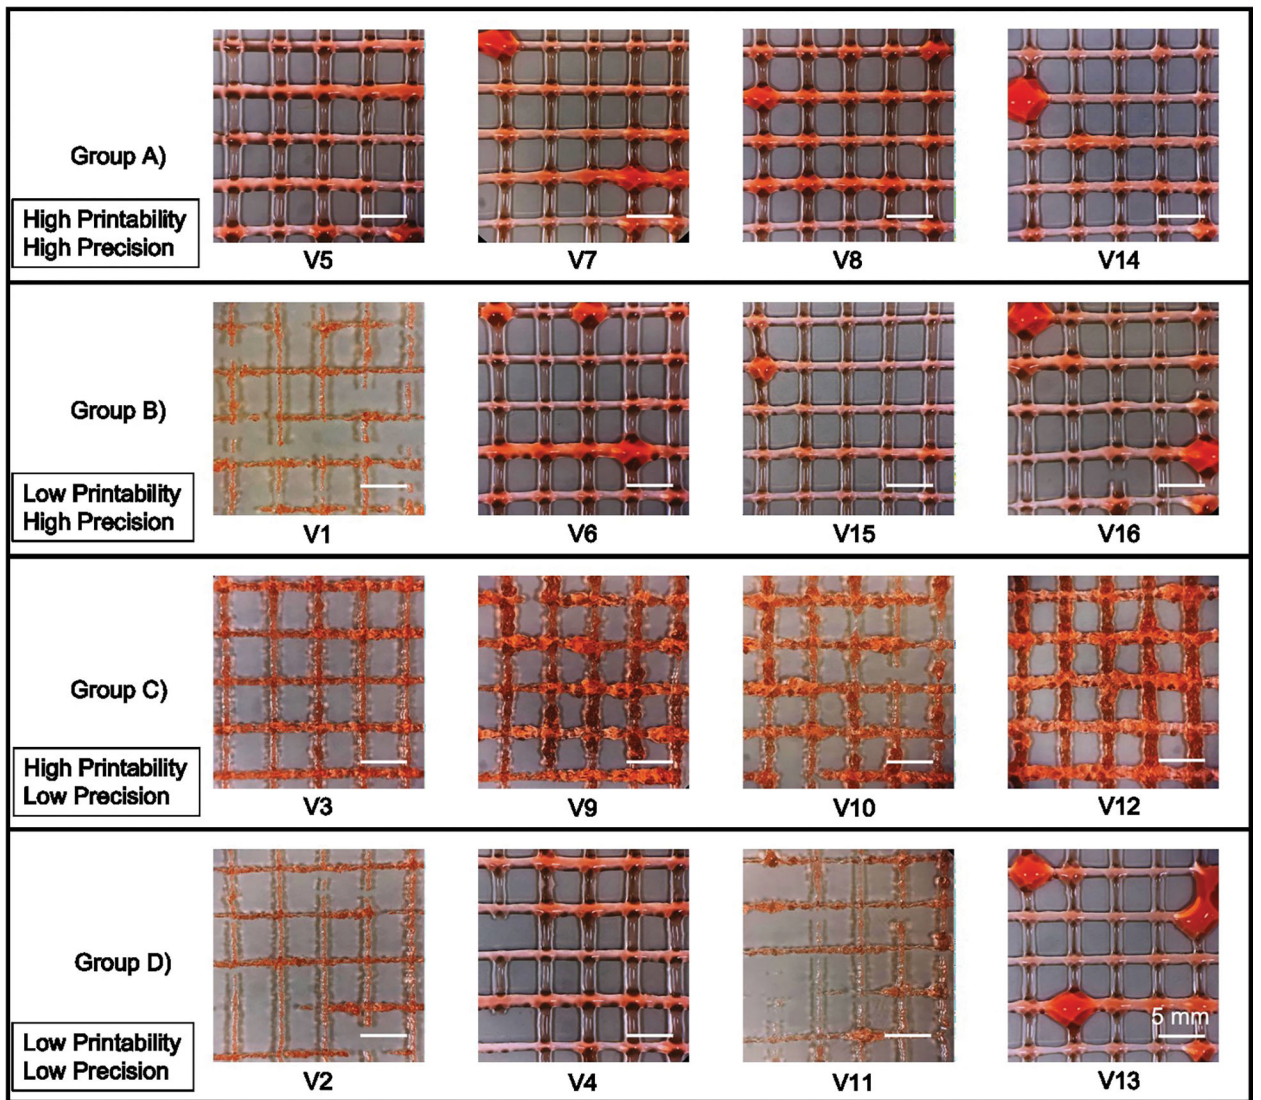 Group A)
High Printability
High Precision
V5
V7
V8
V14
Group B)
Low Printability
High Precision
V1
V6
V15
V16
Group C)
High Printability
Low Precision
V3
V9
V10
V12
Group D)
Low Printability
Low Precision
5 mm
V2
V4
V11
V13